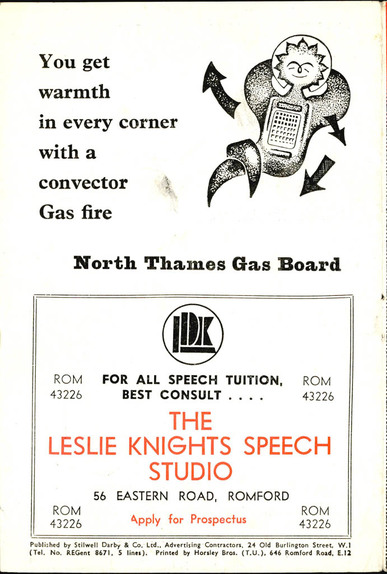 You get
warmth
in every corner
with a
convector
Gas fire
North Thames Gas Board
LDK
ROM
43226
FOR ALL SPEECH TUITION,
BEST CONSULT . . . .
ROM
43226
THE
LESLIE KNIGHTS SPEECH
STUDIO
56 EASTERN ROAD, ROMFORD
ROM
43226
Apply for Prospectus
ROM
43226
Published by Stilwell Darby & Co, Ltd., Advertising Contractors, 24 Old Burlington Street, W.1
(Tel. No. REGent 8671, 5 lines). Printed by Horsley Bros. (T.U.), 646 Romford Road, E.12